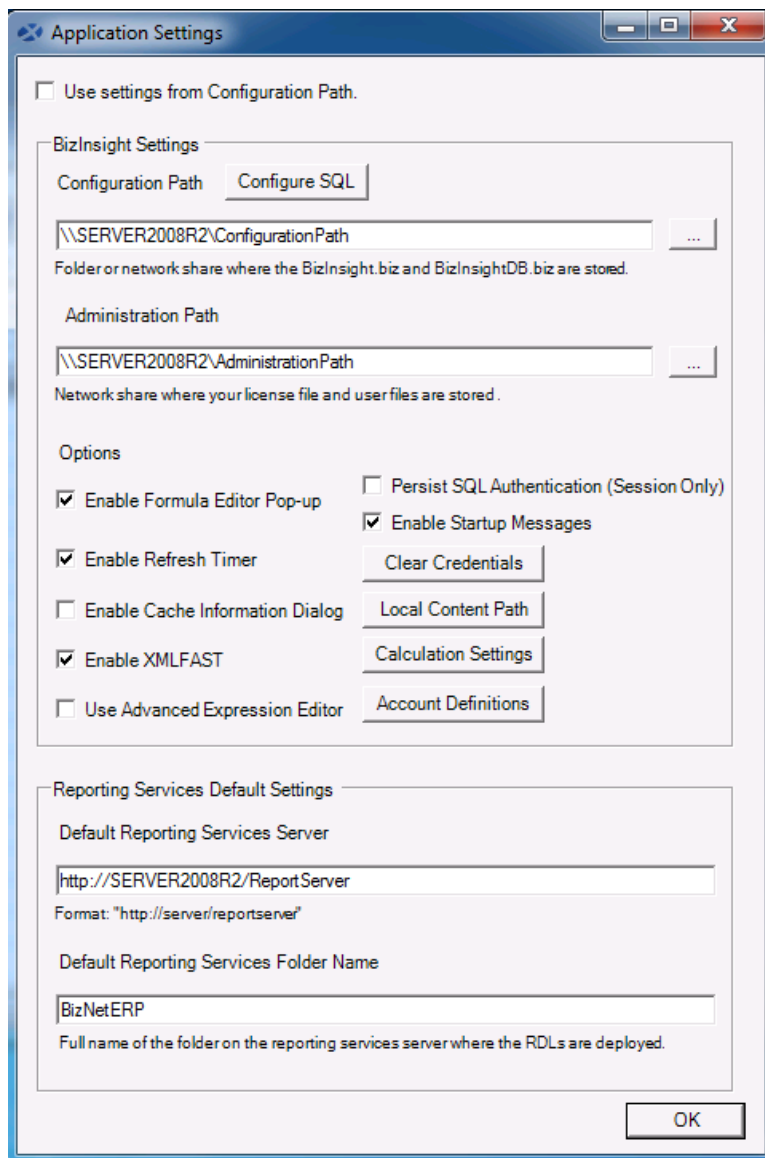 Application Settings
Use settings from Configuration Path.
BizInsight Settings
Configuration Path
Configure SQL
\\SERVER2008R2\ConfigurationPath
...
Folder or network share where the BizInsight.biz and BizInsightDB.biz are stored.
Administration Path
\\SERVER2008R2\AdministrationPath
...
Network share where your license file and user files are stored .
Options
Enable Formula Editor Pop-up
Persist SQL Authentication (Session Only)
Enable Startup Messages
Enable Refresh Timer
Clear Credentials
Enable Cache Information Dialog
Local Content Path
Enable XMLFAST
Calculation Settings
Use Advanced Expression Editor
Account Definitions
Reporting Services Default Settings
Default Reporting Services Server
http://SERVER2008R2/ReportServer
Format: "http://server/reportserver"
Default Reporting Services Folder Name
BizNetERP
Full name of the folder on the reporting services server where the RDLs are deployed.
OK